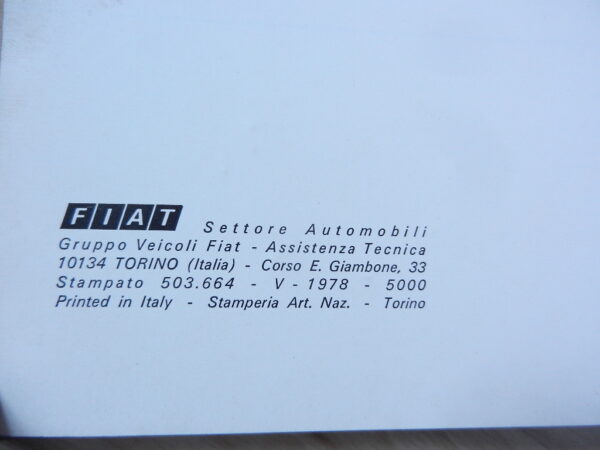 FIAT Settore Automobili
Gruppo Veicoli Fiat - Assistenza Tecnica
10134 TORINO (Italia) - Corso E. Giambone, 33
Stampato 503.664 - V - 1978 - 5000
Printed in Italy - Stamperia Art. Naz. - Torino